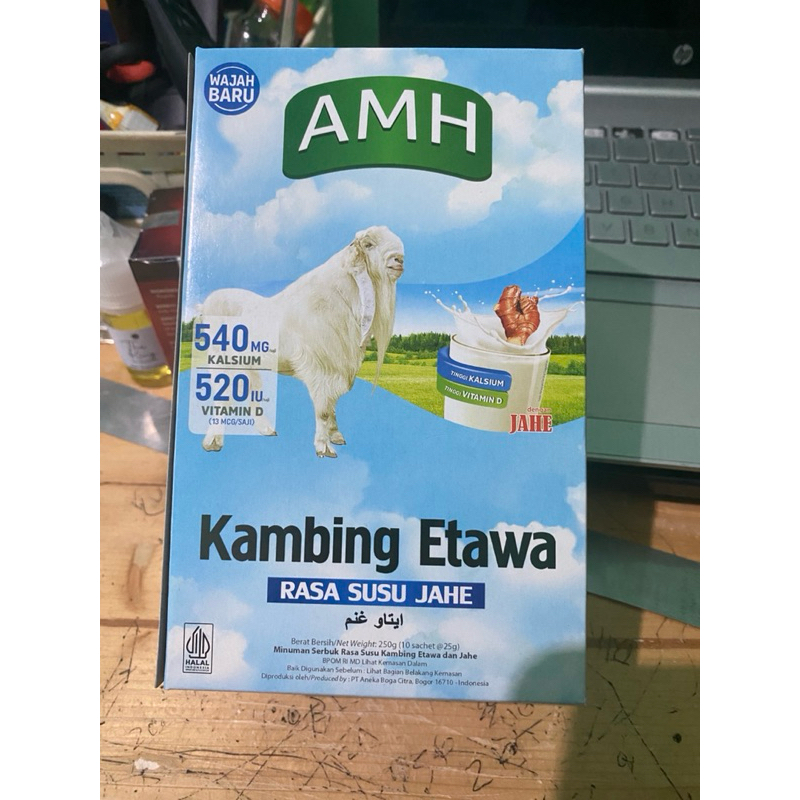 WAJAH
BARU
AMH
540 MG
KALSIUM
520 IU
VITAMIN D
(13 MCG/SAJI)
TINGGI KALSIUM
TINGGI VITAMIN D
dengan
JAHE
Kambing Etawa
RASA SUSU JAHE
ايتاو غنم
HALAL
INDONESIA
Berat Bersih/Net Weight: 250g (10 sachet @25g)
Minuman Serbuk Rasa Susu Kambing Etawa dan Jahe
BPOM RI MD Lihat Kemasan Dalam
Baik Digunakan Sebelum : Lihat Bagian Belakang Kemasan
Diproduksi oleh/Produced by : PT Aneka Boga Citra, Bogor 16710 - Indonesia
hp